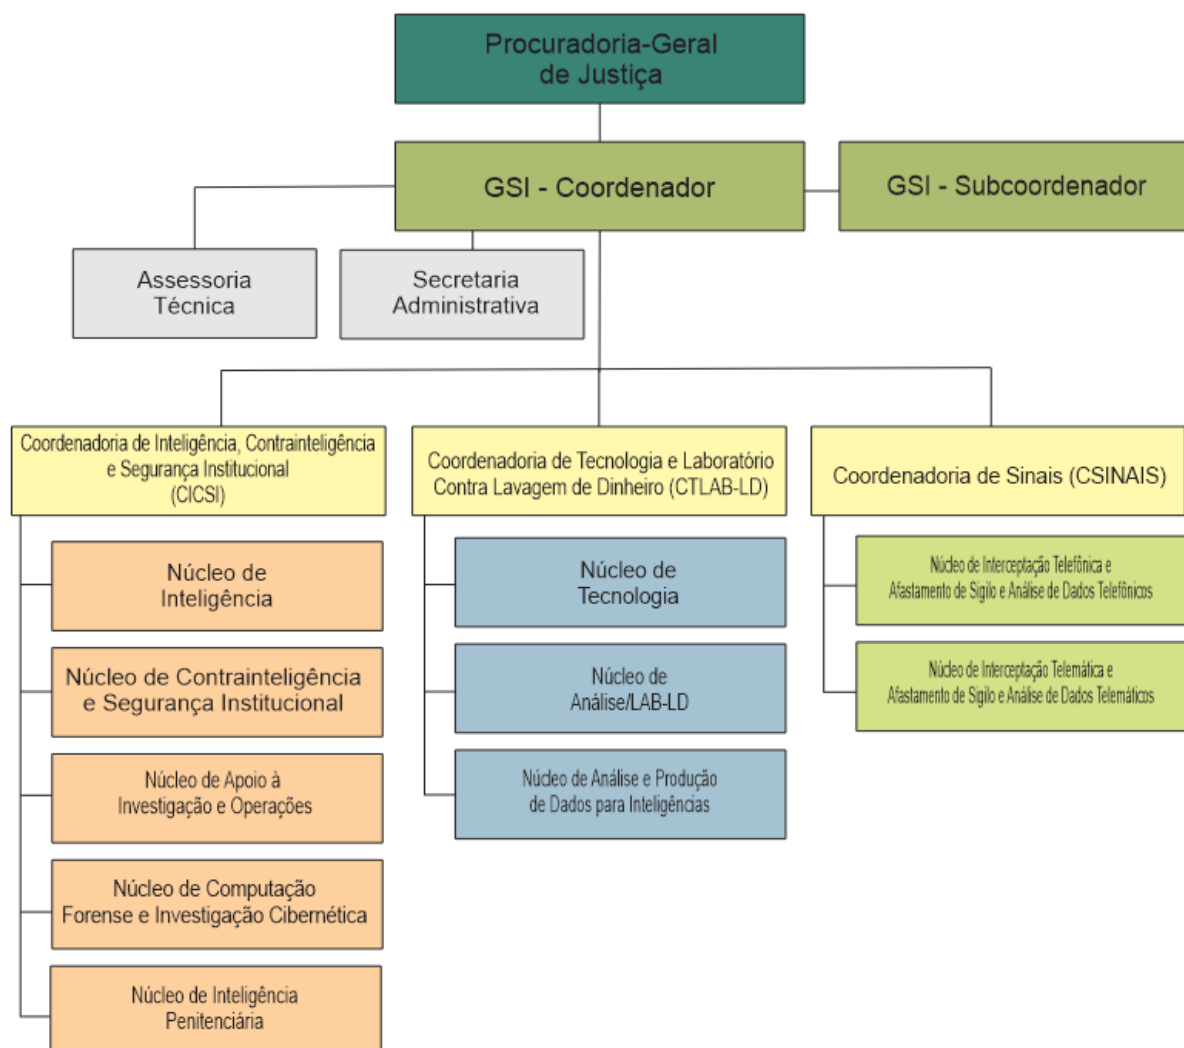 Procuradoria-Geral
de Justiça
GSI - Coordenador
GSI - Subcoordenador
Assessoria
Técnica
Secretaria
Administrativa
Coordenadoria de Inteligência, Contrainteligência
e Segurança Institucional
(CICSI)
Coordenadoria de Tecnologia e Laboratório
Contra Lavagem de Dinheiro (CTLAB-LD)
Coordenadoria de Sinais (CSINAIS)
Núcleo de
Inteligência
Núcleo de Contrainteligência
e Segurança Institucional
Núcleo de Apoio à
Investigação e Operações
Núcleo de Computação
Forense e Investigação Cibernética
Núcleo de Inteligência
Penitenciária
Núcleo de
Tecnologia
Núcleo de
Análise/LAB-LD
Núcleo de Análise e Produção
de Dados para Inteligências
Núcleo de Interceptação Telefônica e
Afastamento de Sigilo e Análise de Dados Telefônicos
Núcleo de Interceptação Telemática e
Afastamento de Sigilo e Análise de Dados Telemáticos